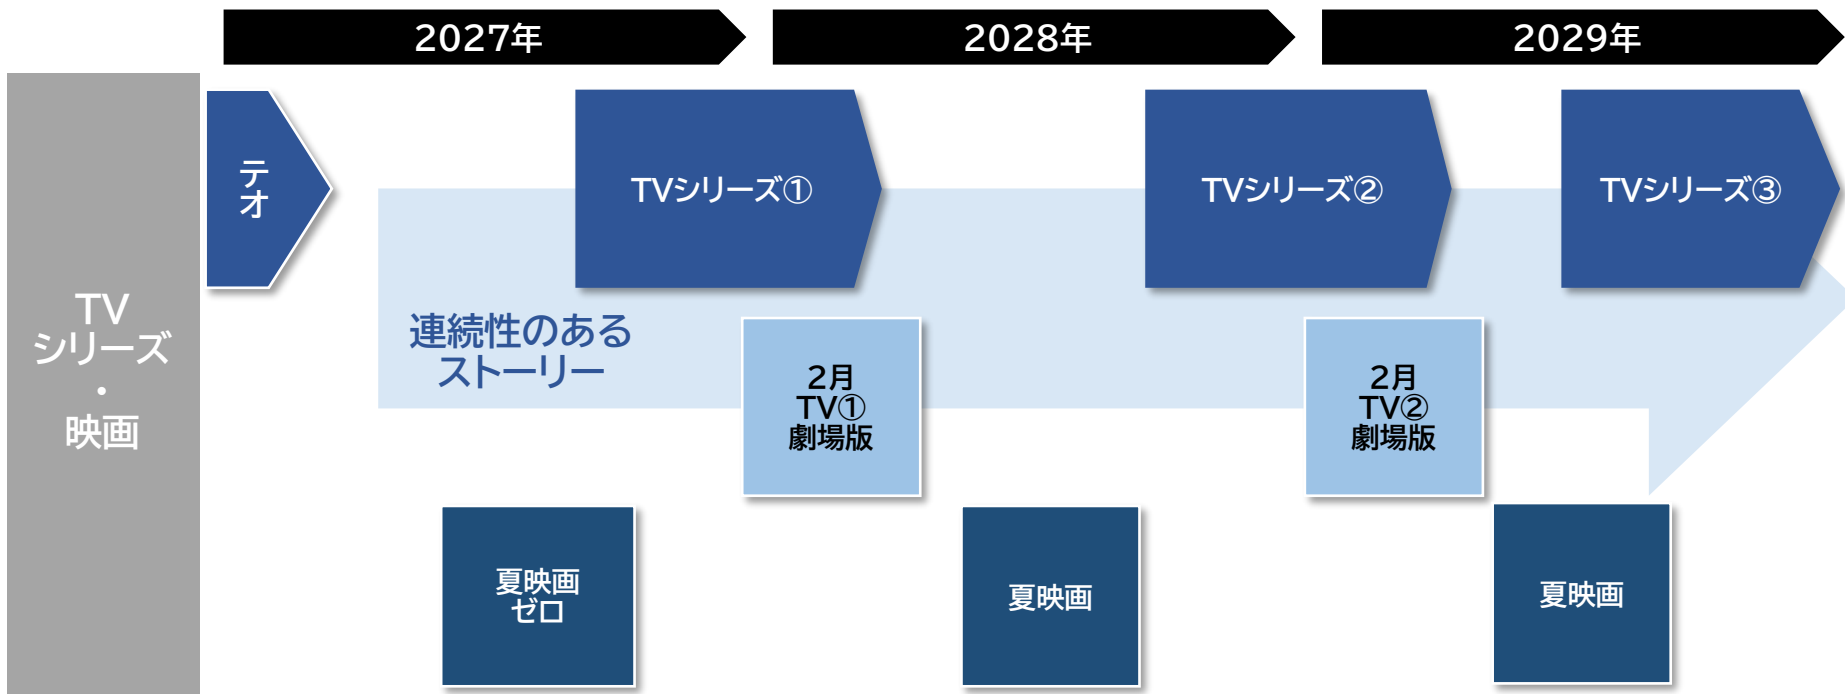 2027年
2028年
2029年
TV
シリーズ
・
映画
テ
オ
TVシリーズ①
TVシリーズ②
TVシリーズ③
連続性のある
ストーリー
2月
TV①
劇場版
2月
TV②
劇場版
夏映画
ゼロ
夏映画
夏映画